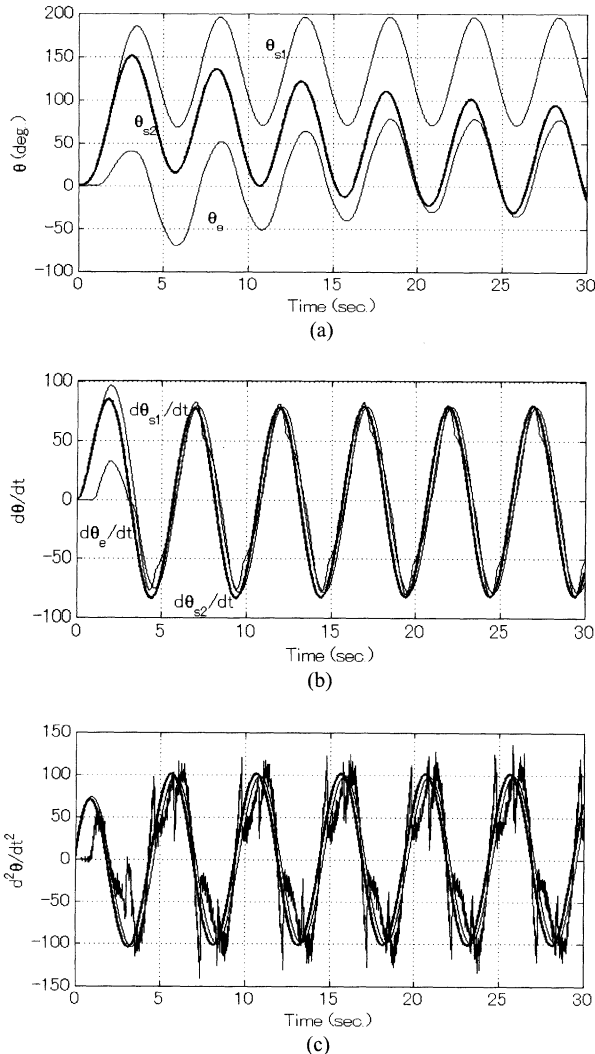 200
150
100
50
0
−50
−100
θ (deg.)
θs1
θs2
θe
0 5 10 15 20 25 30
Time (sec.)
(a)
100
50
0
−50
−100
dθ/dt
dθs1/dt
dθe/dt
dθs2/dt
0 5 10 15 20 25 30
Time (sec.)
(b)
150
100
50
0
−50
−100
−150
d²θ/dt²
0 5 10 15 20 25 30
Time (sec.)
(c)